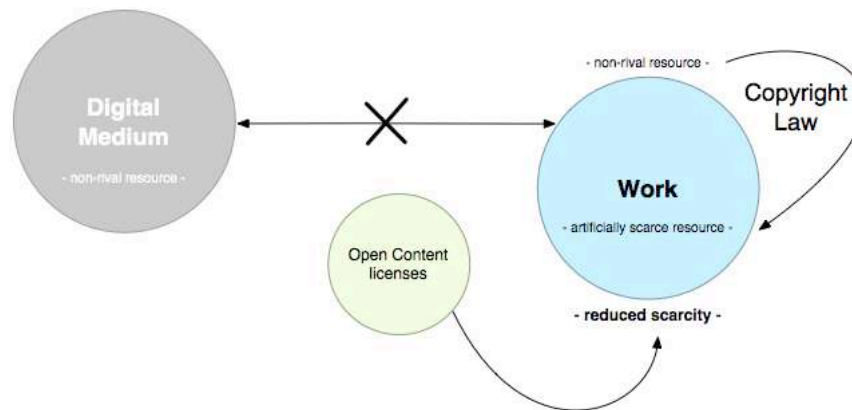 Digital
Medium
- non-rival resource -
- non-rival resource -
Copyright
Law
Work
- artificially scarce resource -
Open Content
licenses
- reduced scarcity -